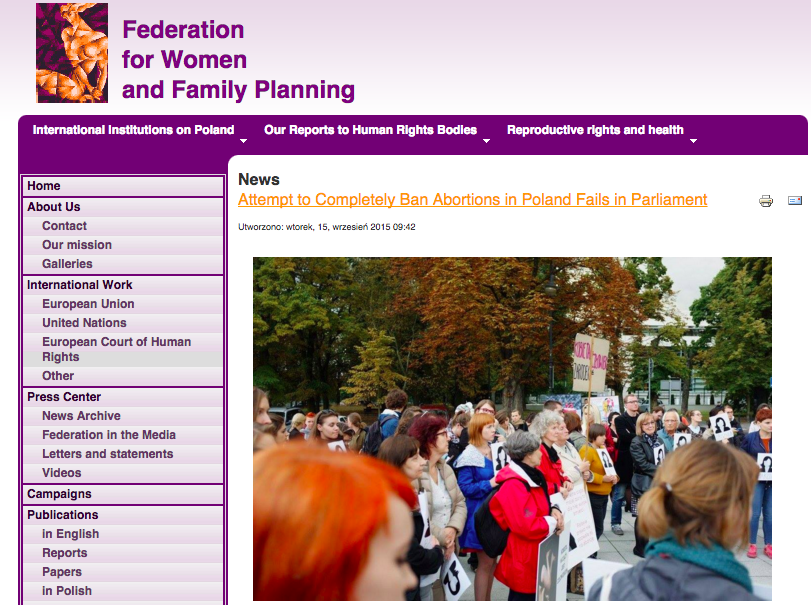 Federation
for Women
and Family Planning
International Institutions on Poland
Our Reports to Human Rights Bodies
Reproductive rights and health
Home
About Us
Contact
Our mission
Galleries
International Work
European Union
United Nations
European Court of Human
Rights
Other
Press Center
News Archive
Federation in the Media
Letters and statements
Videos
Campaigns
Publications
in English
Reports
Papers
in Polish
News
Attempt to Completely Ban Abortions in Poland Fails in Parliament
Utworzono: wtorek, 15, wrzesień 2015 09:42